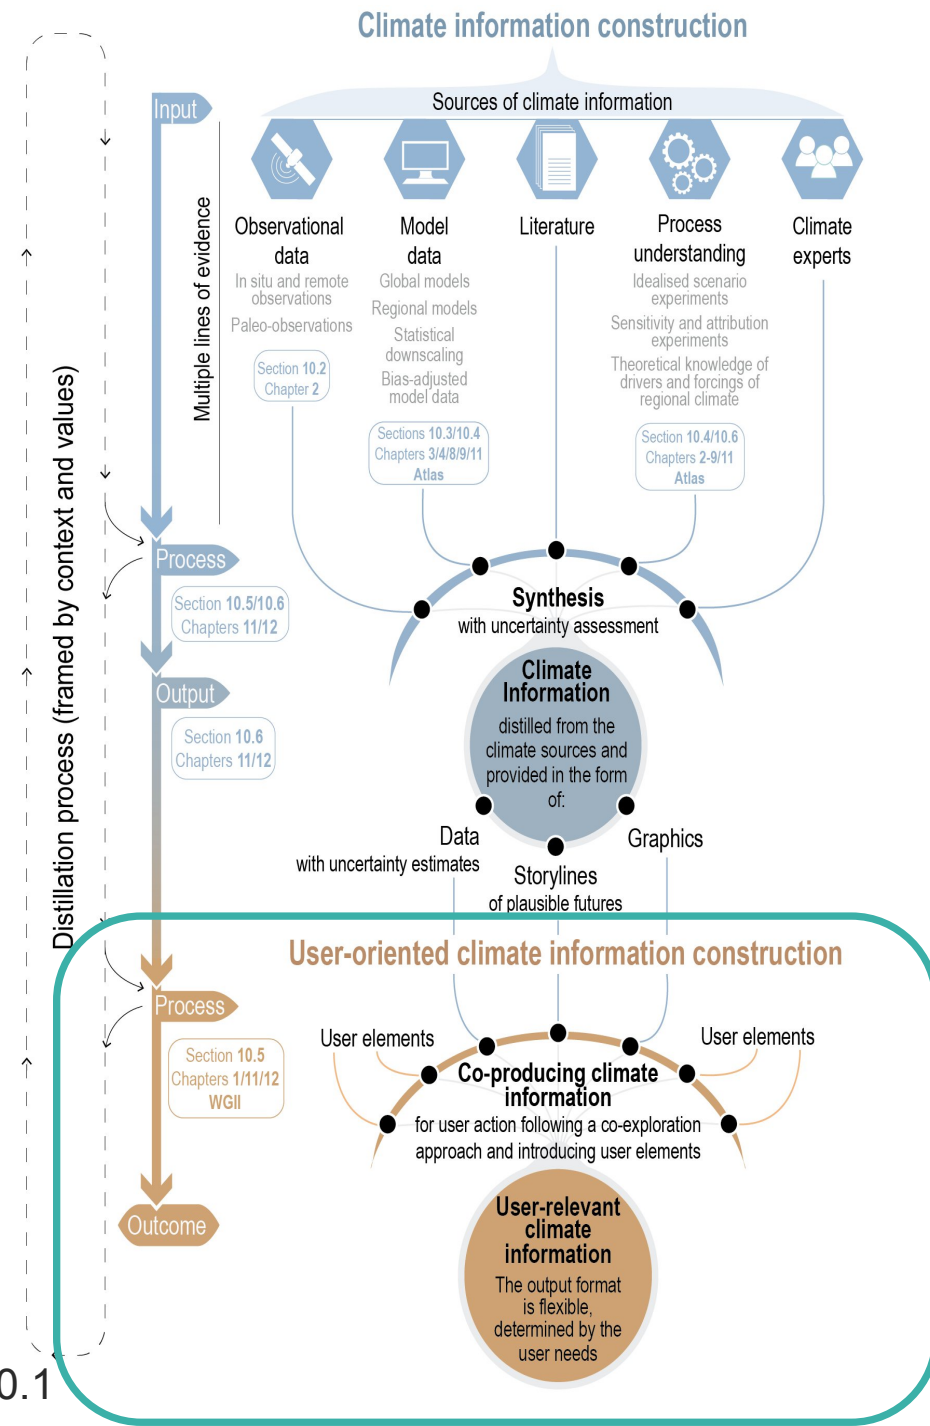 Climate information construction
Sources of climate information
Input
Multiple lines of evidence
Observational
data
In situ and remote
observations
Paleo-observations
Section 10.2
Chapter 2
Model
data
Global models
Regional models
Statistical
downscaling
Bias-adjusted
model data
Sections 10.3/10.4
Chapters 3/4/8/9/11
Atlas
Literature
Process
understanding
Idealised scenario
experiments
Sensitivity and attribution
experiments
Theoretical knowledge of
drivers and forcings of
regional climate
Section 10.4/10.6
Chapters 2-9/11
Atlas
Climate
experts
Distillation process (framed by context and values)
Process
Section 10.5/10.6
Chapters 11/12
Synthesis
with uncertainty assessment
Output
Section 10.6
Chapters 11/12
Climate
Information
distilled from the
climate sources and
provided in the form
of:
Data
with uncertainty estimates
Storylines
of plausible futures
Graphics
User-oriented climate information construction
Process
Section 10.5
Chapters 1/11/12
WGII
User elements
User elements
Co-producing climate
information
for user action following a co-exploration
approach and introducing user elements
Outcome
User-relevant
climate
information
The output format
is flexible,
determined by the
user needs
0.1